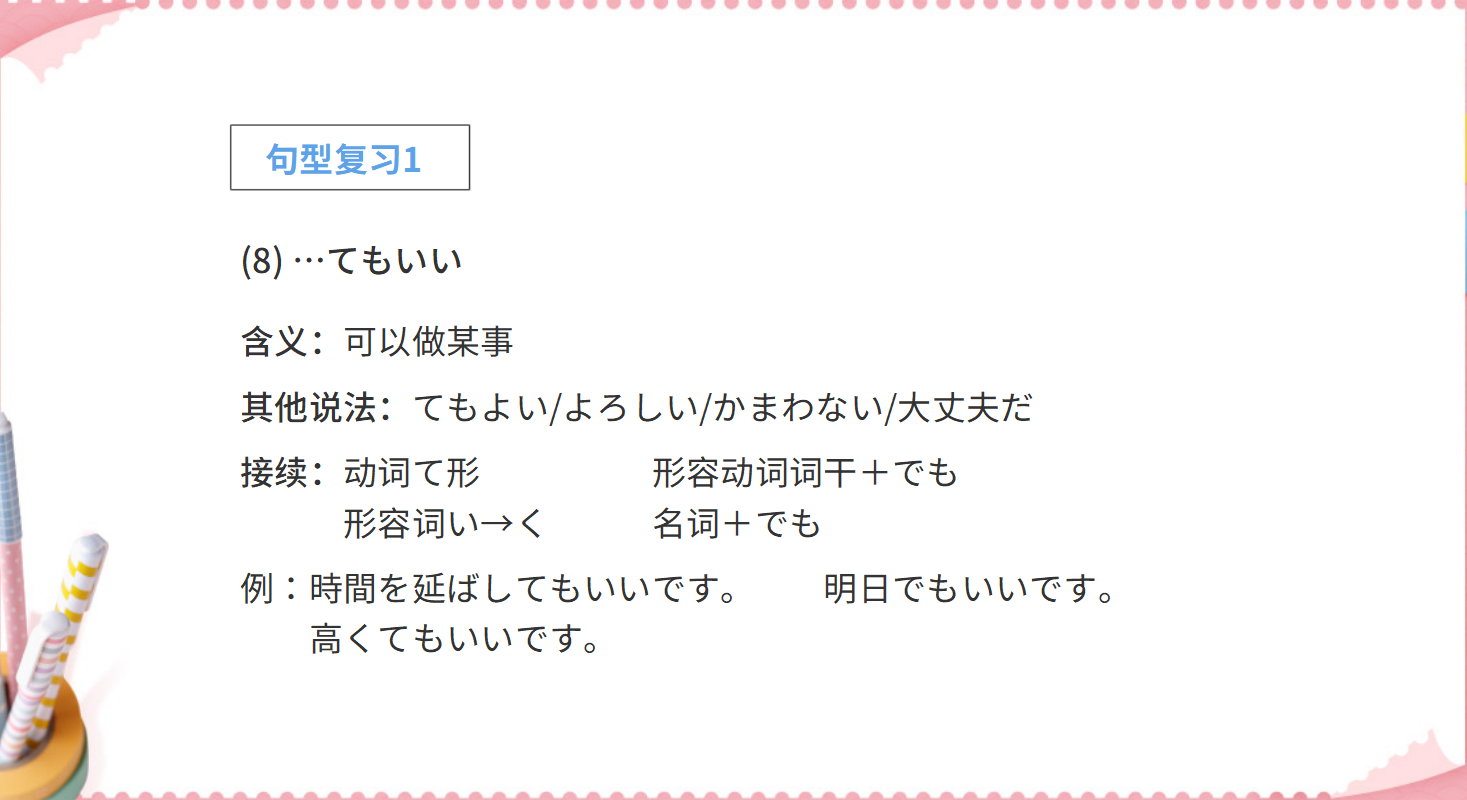 句型复习1
(8) …てもいい
含义：可以做某事
其他说法：てもよい/よろしい/かまわない/大丈夫だ
接续：动词て形 形容动词词干＋でも
形容词い→く 名词＋でも
例：時間を延ばしてもいいです。 明日でもいいです。
高くてもいいです。